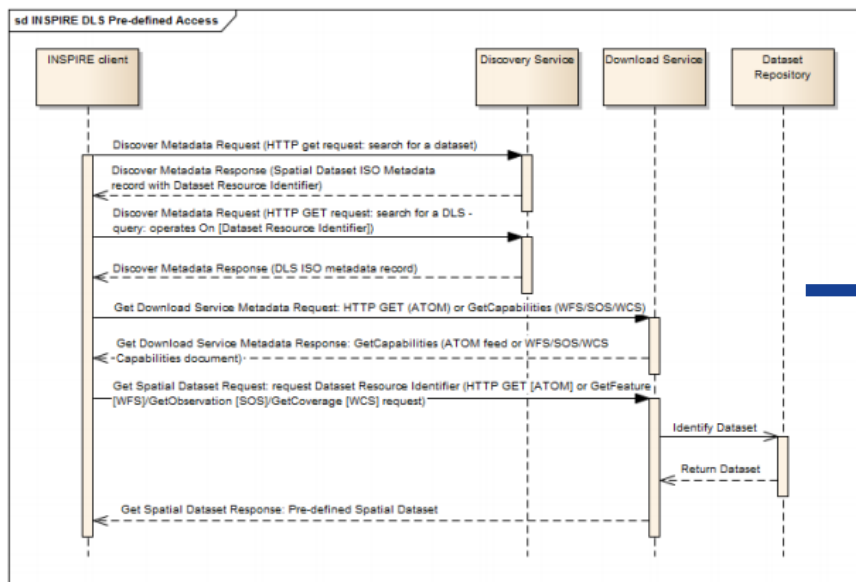 sd INSPIRE DLS Pre-defined Access
INSPIRE client
Discovery Service
Download Service
Dataset
Repository
Discover Metadata Request (HTTP get request: search for a dataset)
Discover Metadata Response (Spatial Dataset ISO Metadata
record with Dataset Resource Identifier)
Discover Metadata Request (HTTP GET request: search for a DLS -
query: operates On [Dataset Resource Identifier])
Discover Metadata Response (DLS ISO metadata record)
Get Download Service Metadata Request: HTTP GET (ATOM) or GetCapabilities (WFS/SOS/WCS)
Get Download Service Metadata Response: GetCapabilities (ATOM feed or WFS/SOS/WCS
Capabilities document)
Get Spatial Dataset Request: request Dataset Resource Identifier (HTTP GET [ATOM] or GetFeature
[WFS]/GetObservation [SOS]/GetCoverage [WCS] request)
Identify Dataset
Return Dataset
Get Spatial Dataset Response: Pre-defined Spatial Dataset